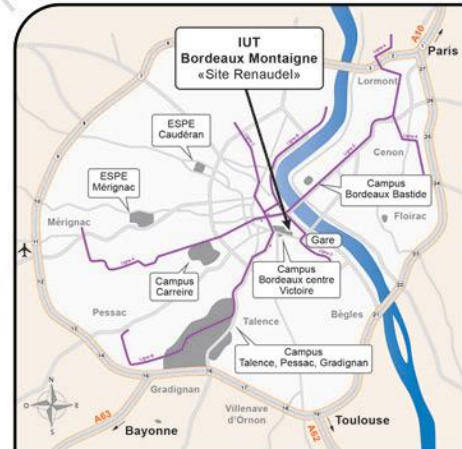 IUT
Bordeaux Montaigne
«Site Renaudel»
A10
Paris
Lormont
ESPE
Caudéran
Cenon
ESPE
Mérignac
Campus
Bordeaux Bastide
Mérignac
Floirac
Gare
Campus
Carreire
Campus
Bordeaux centre
Victoire
Pessac
Bègles
Talence
Campus
Talence, Pessac, Gradignan
Gradignan
N
O
E
S
A63
Bayonne
Villenave
d'Ornon
A62
Toulouse